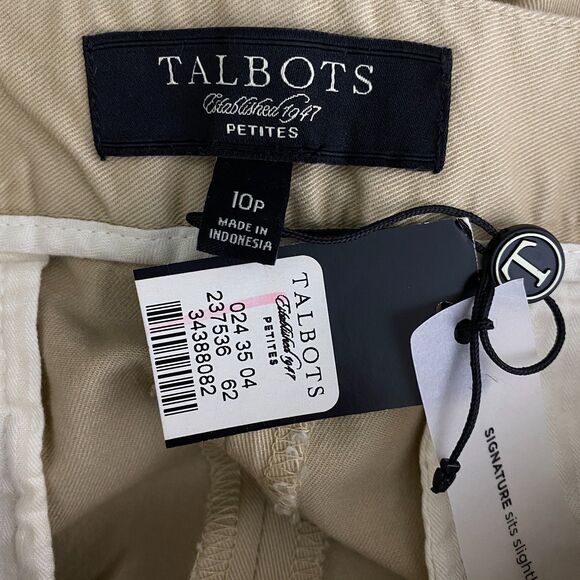 TALBOTS
Established 1947
PETITES
10P
MADE IN
INDONESIA
TALBOTS
Established 1947
PETITES
024 35 04
237536 62
34388082
T
SIGNATURE sits slightly